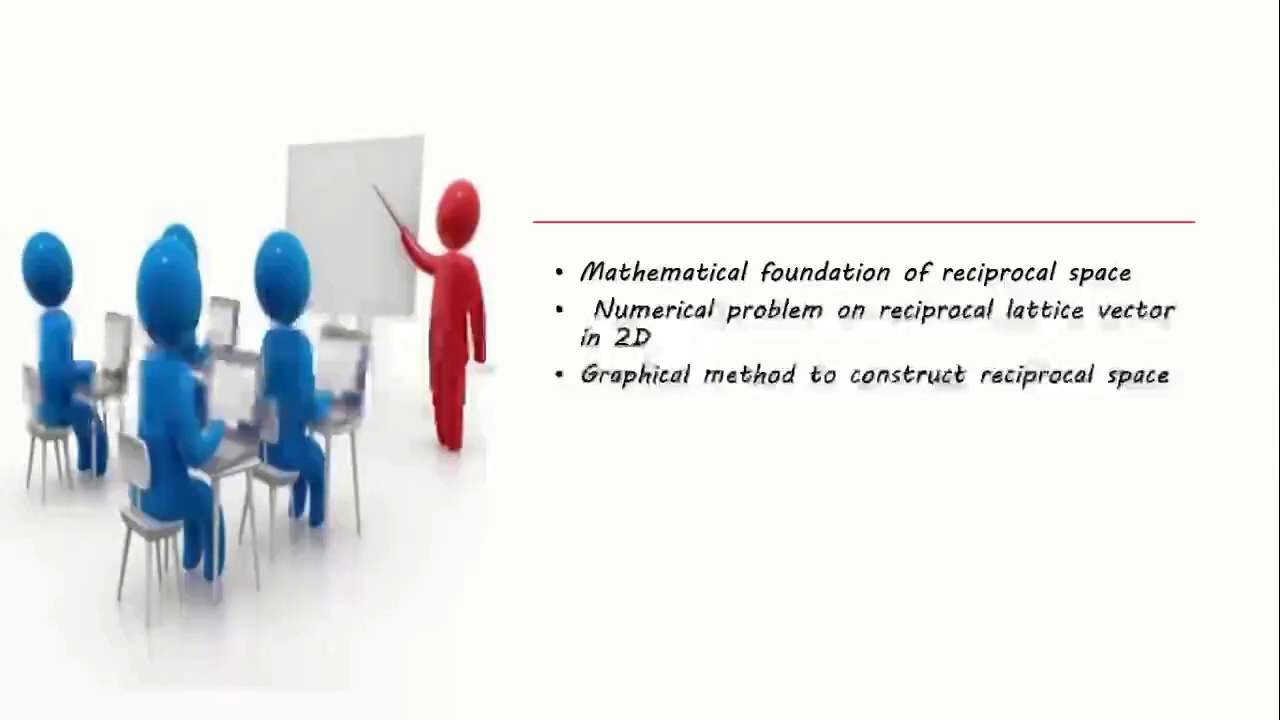 • Mathematical foundation of reciprocal space
• Numerical problem on reciprocal lattice vector
in 2D
• Graphical method to construct reciprocal space